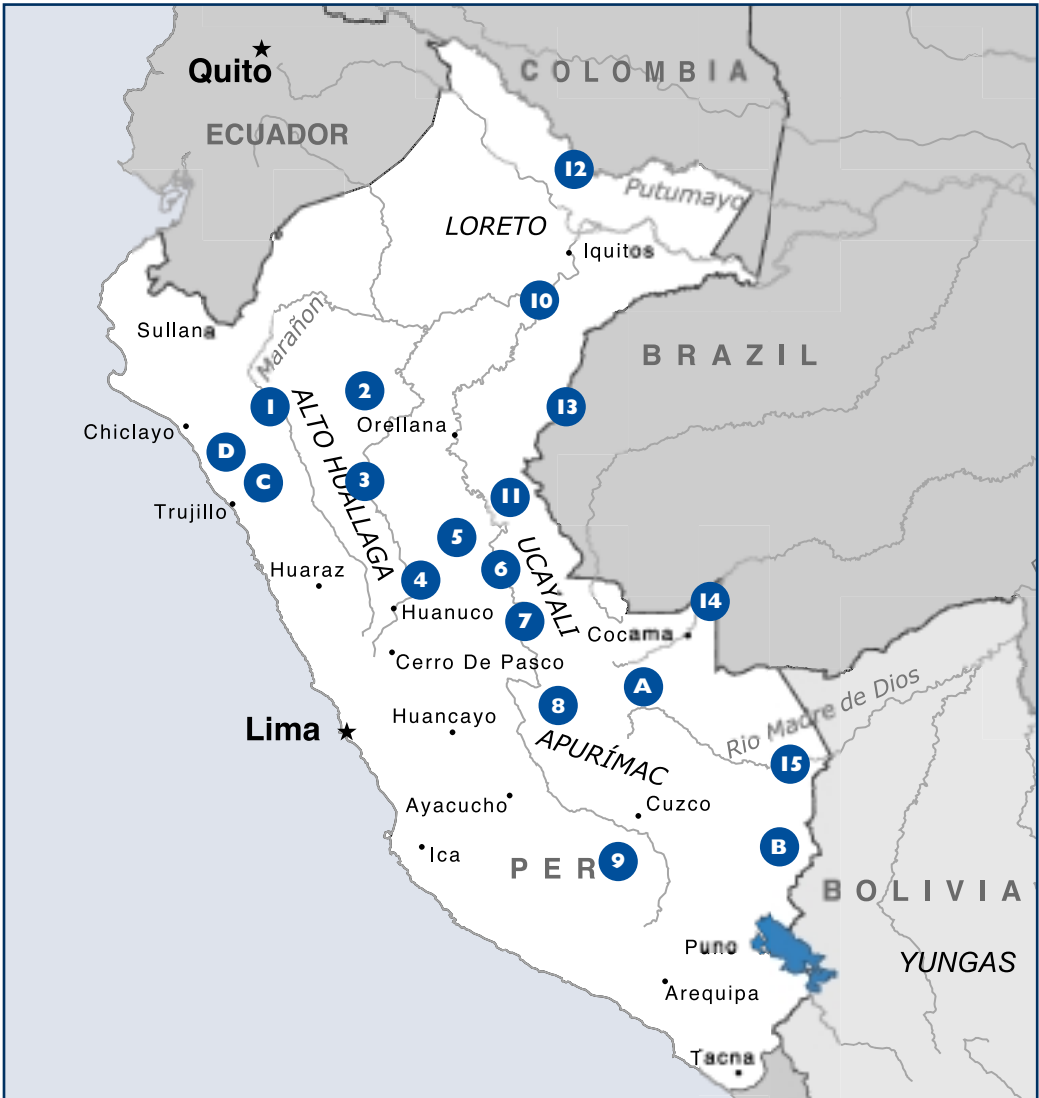 Quito
COLOMBIA
ECUADOR
12
Putumayo
LORETO
Iquitos
10
Sullana
Marañon
BRAZIL
2
1
13
ALTO HUALLAGA
Orellana
Chiclayo
D
C
3
11
Trujillo
5
UCAYALI
Huaraz
4
6
14
Huanuco
7
Cocama
Cerro De Pasco
A
8
Rio Madre de Dios
Huancayo
Lima
APURÍMAC
15
Ayacucho
Cuzco
Ica
B
PER
9
BOLIVIA
Puno
YUNGAS
Arequipa
Tacna